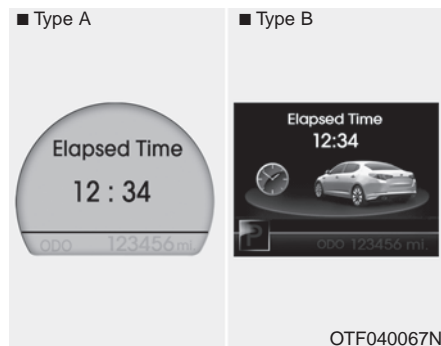 ■ Type A
■ Type B
Elapsed Time
12 : 34
ODO 123456 mi.
Elapsed Time
12:34
P
ODO 123456 mi.
OTF040067N